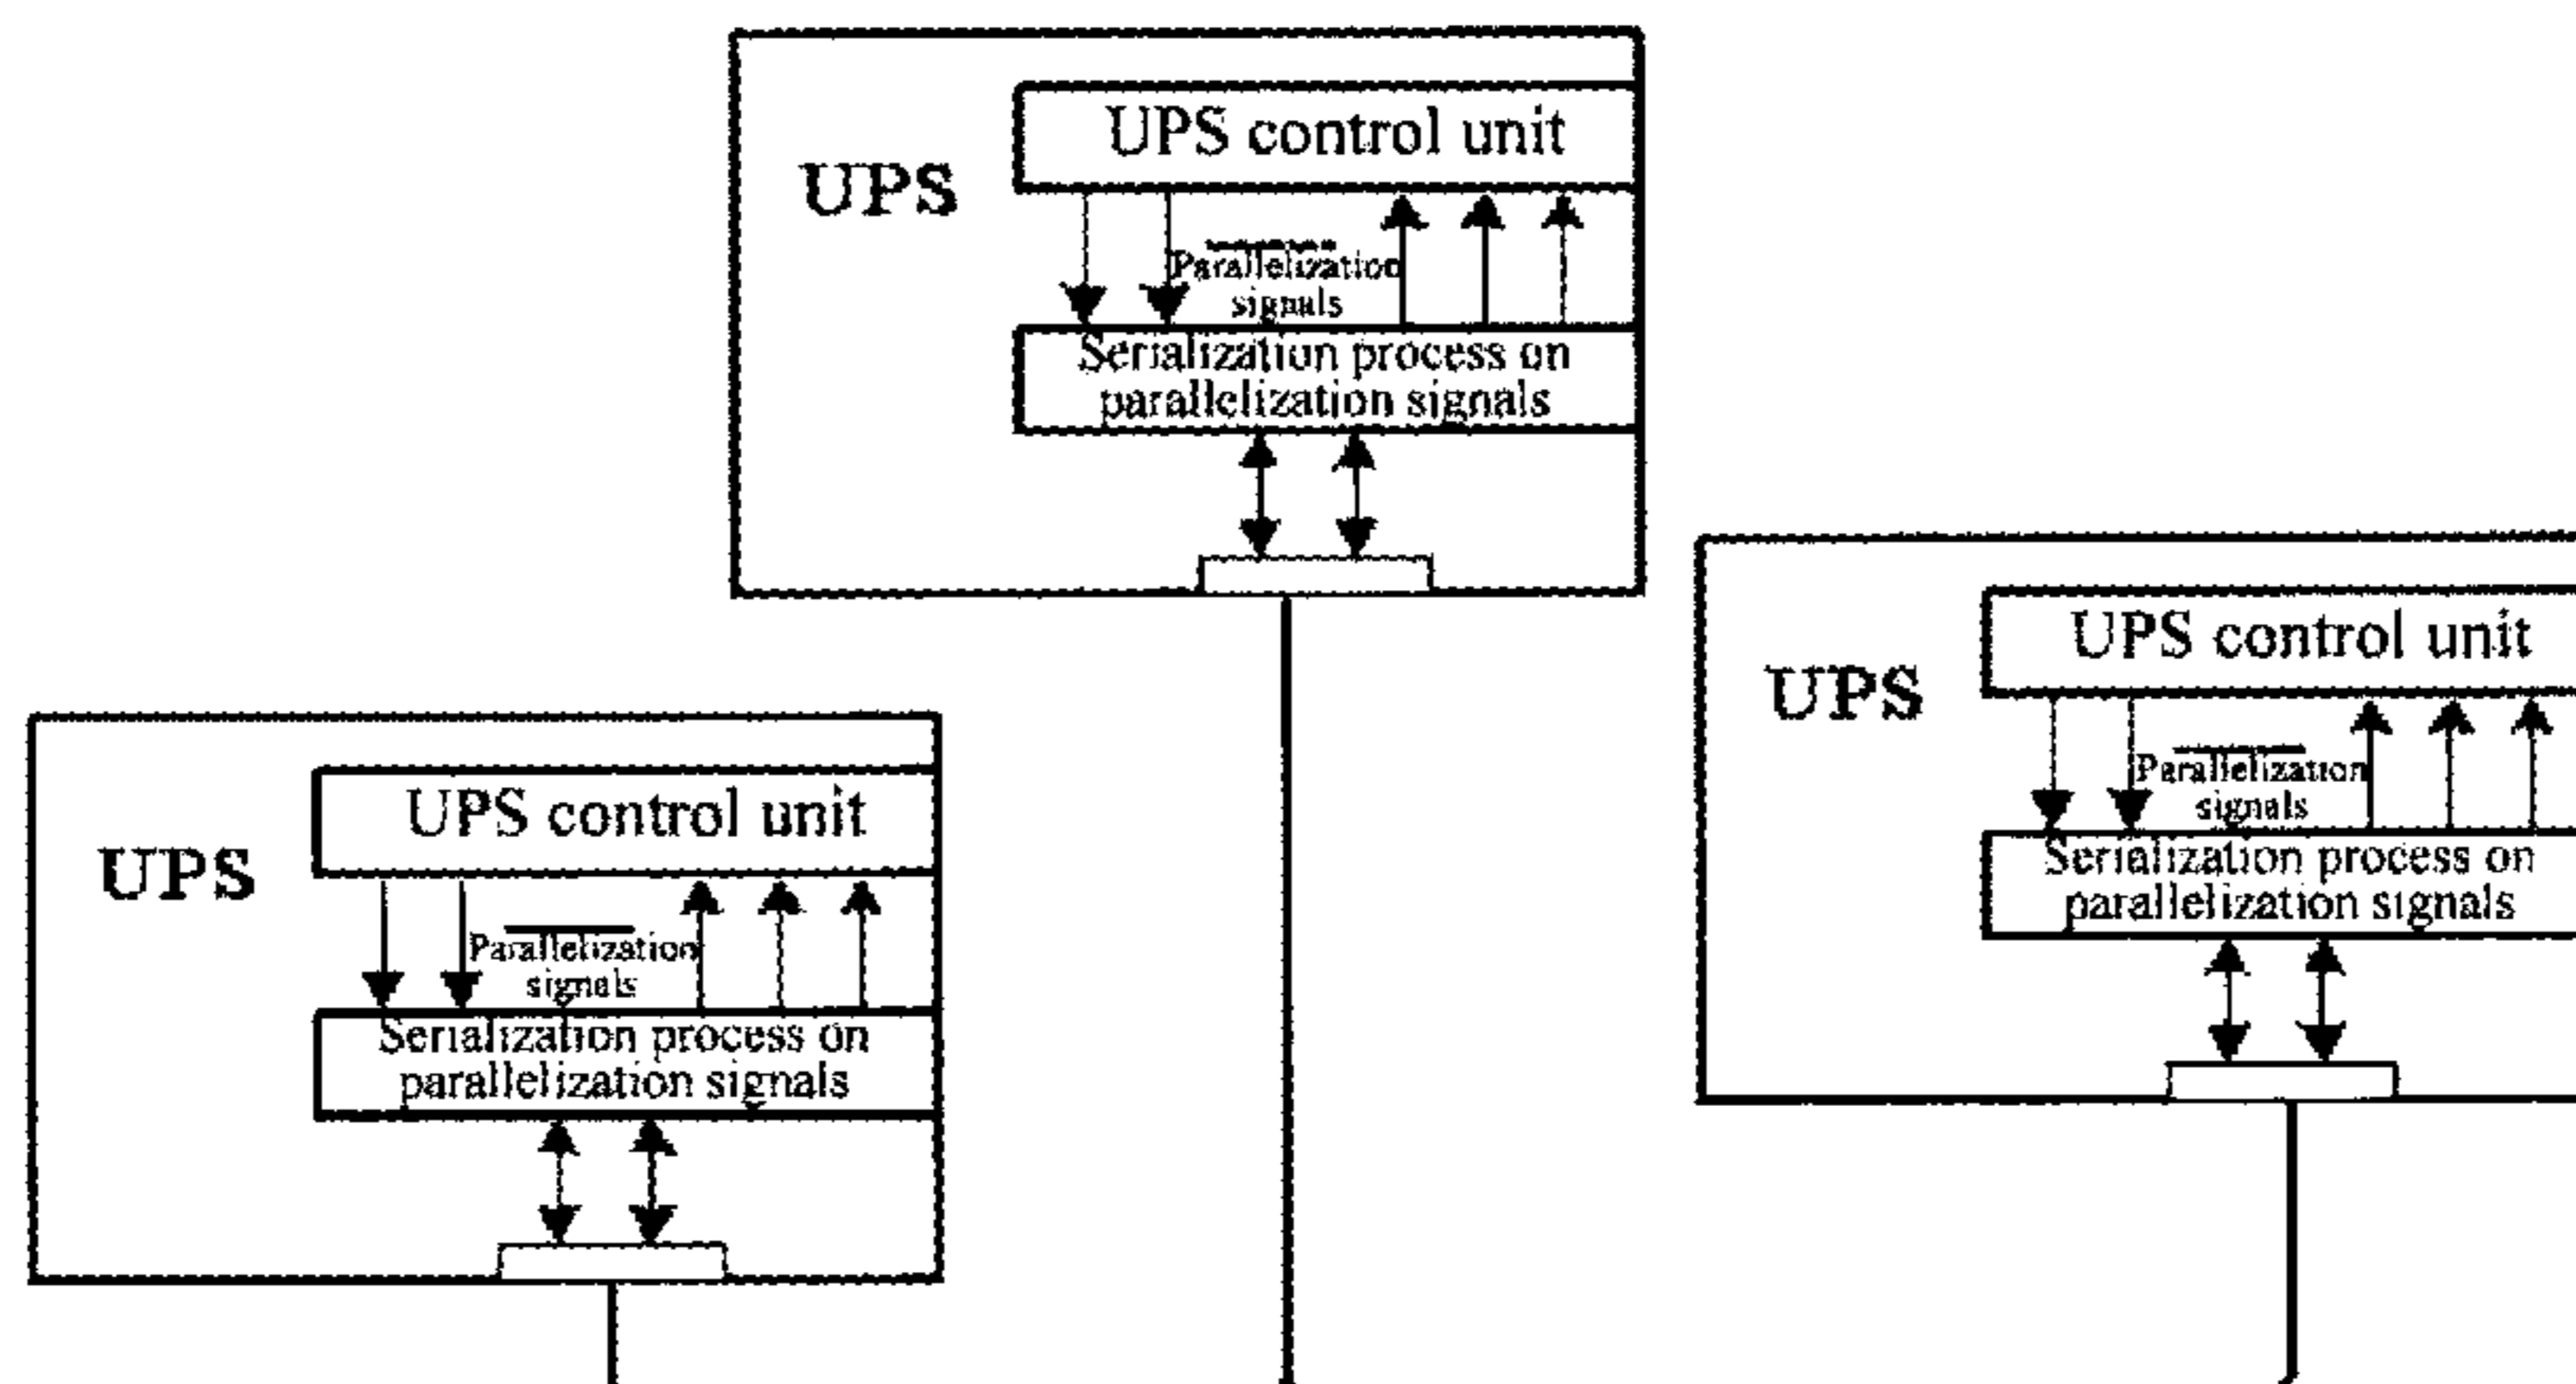 UPS control unit
UPS
Parallelization
signals
Serialization process on
parallelization signals
UPS control unit
UPS
Parallelization
signals
Serialization process on
parallelization signals
UPS control unit
UPS
Parallelization
signals
Serialization process on
parallelization signals